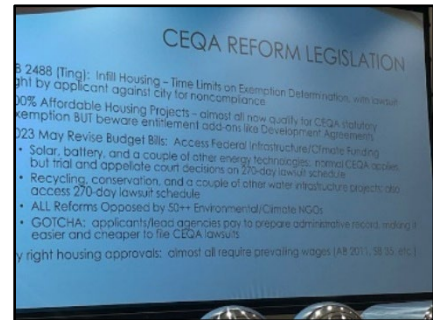 CEQA REFORM LEGISLATION
B 2488 (Ting): Infill Housing – Time Limits on Exemption Determination, with lawsuit
ght by applicant against city for noncompliance
00% Affordable Housing Projects – almost all now qualify for CEQA statutory
xemption BUT beware entitlement add-ons like Development Agreements
023 May Revise Budget Bills: Access Federal Infrastructure/Climate Funding
• Solar, battery, and a couple of other energy technologies: normal CEQA applies
but trial and appellate court decisions on 270-day lawsuit schedule
• Recycling, conservation, and a couple of other water infrastructure projects: also
access 270-day lawsuit schedule
• ALL Reforms Opposed by 50++ Environmental/Climate NGOs
• GOTCHA: applicants/lead agencies pay to prepare administrative record, making it
easier and cheaper to file CEQA lawsuits
y right housing approvals: almost all require prevailing wages (AB 2011, SB 35, etc.)